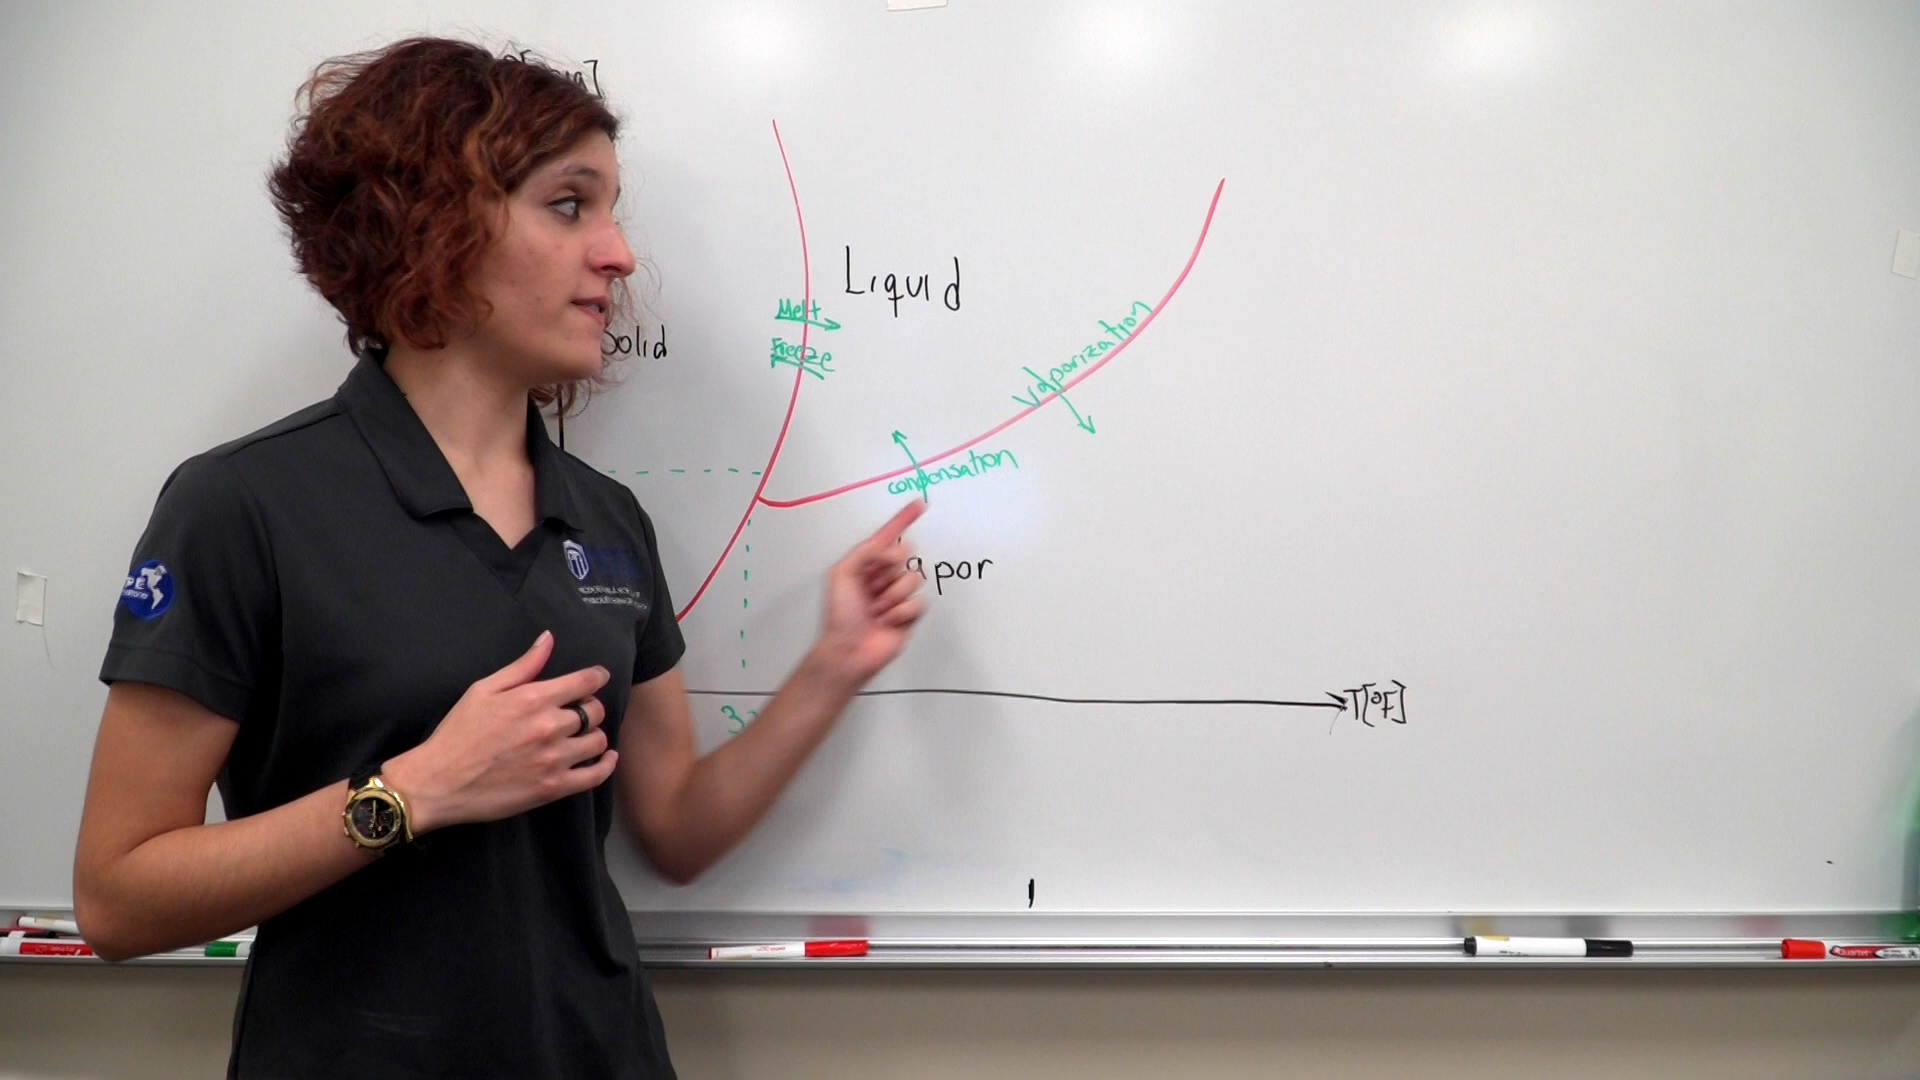 Liquid
Melt
Freeze
Solid
vaporization
condensation
apor
T[°F]